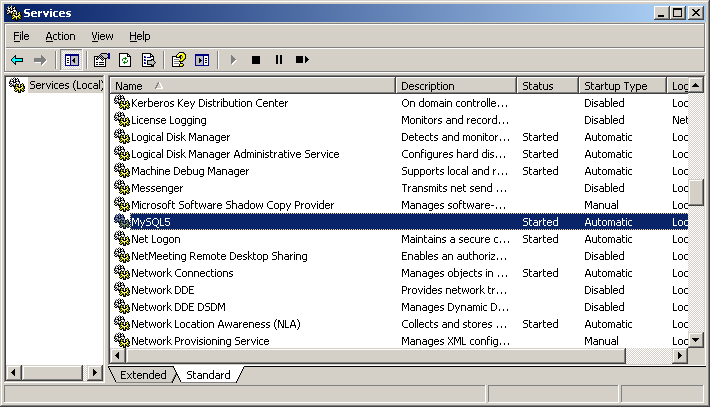 Services
File Action View Help
Services (Local)
Name Description Status Startup Type Log
Kerberos Key Distribution Center On domain controlle... Disabled Loc
License Logging Monitors and record... Disabled Net
Logical Disk Manager Detects and monitor... Started Automatic Loc
Logical Disk Manager Administrative Service Configures hard dis... Started Automatic Loc
Machine Debug Manager Supports local and r... Started Automatic Loc
Messenger Transmits net send ... Disabled Loc
Microsoft Software Shadow Copy Provider Manages software-... Manual Loc
MySQL5 Started Automatic Loc
Net Logon Maintains a secure c... Started Automatic Loc
NetMeeting Remote Desktop Sharing Enables an authoriz... Disabled Loc
Network Connections Manages objects in ... Started Manual Loc
Network DDE Provides network tr... Disabled Loc
Network DDE DSDM Manages Dynamic D... Disabled Loc
Network Location Awareness (NLA) Collects and stores ... Started Automatic Loc
Network Provisioning Service Manages XML config... Manual Loc
Extended Standard